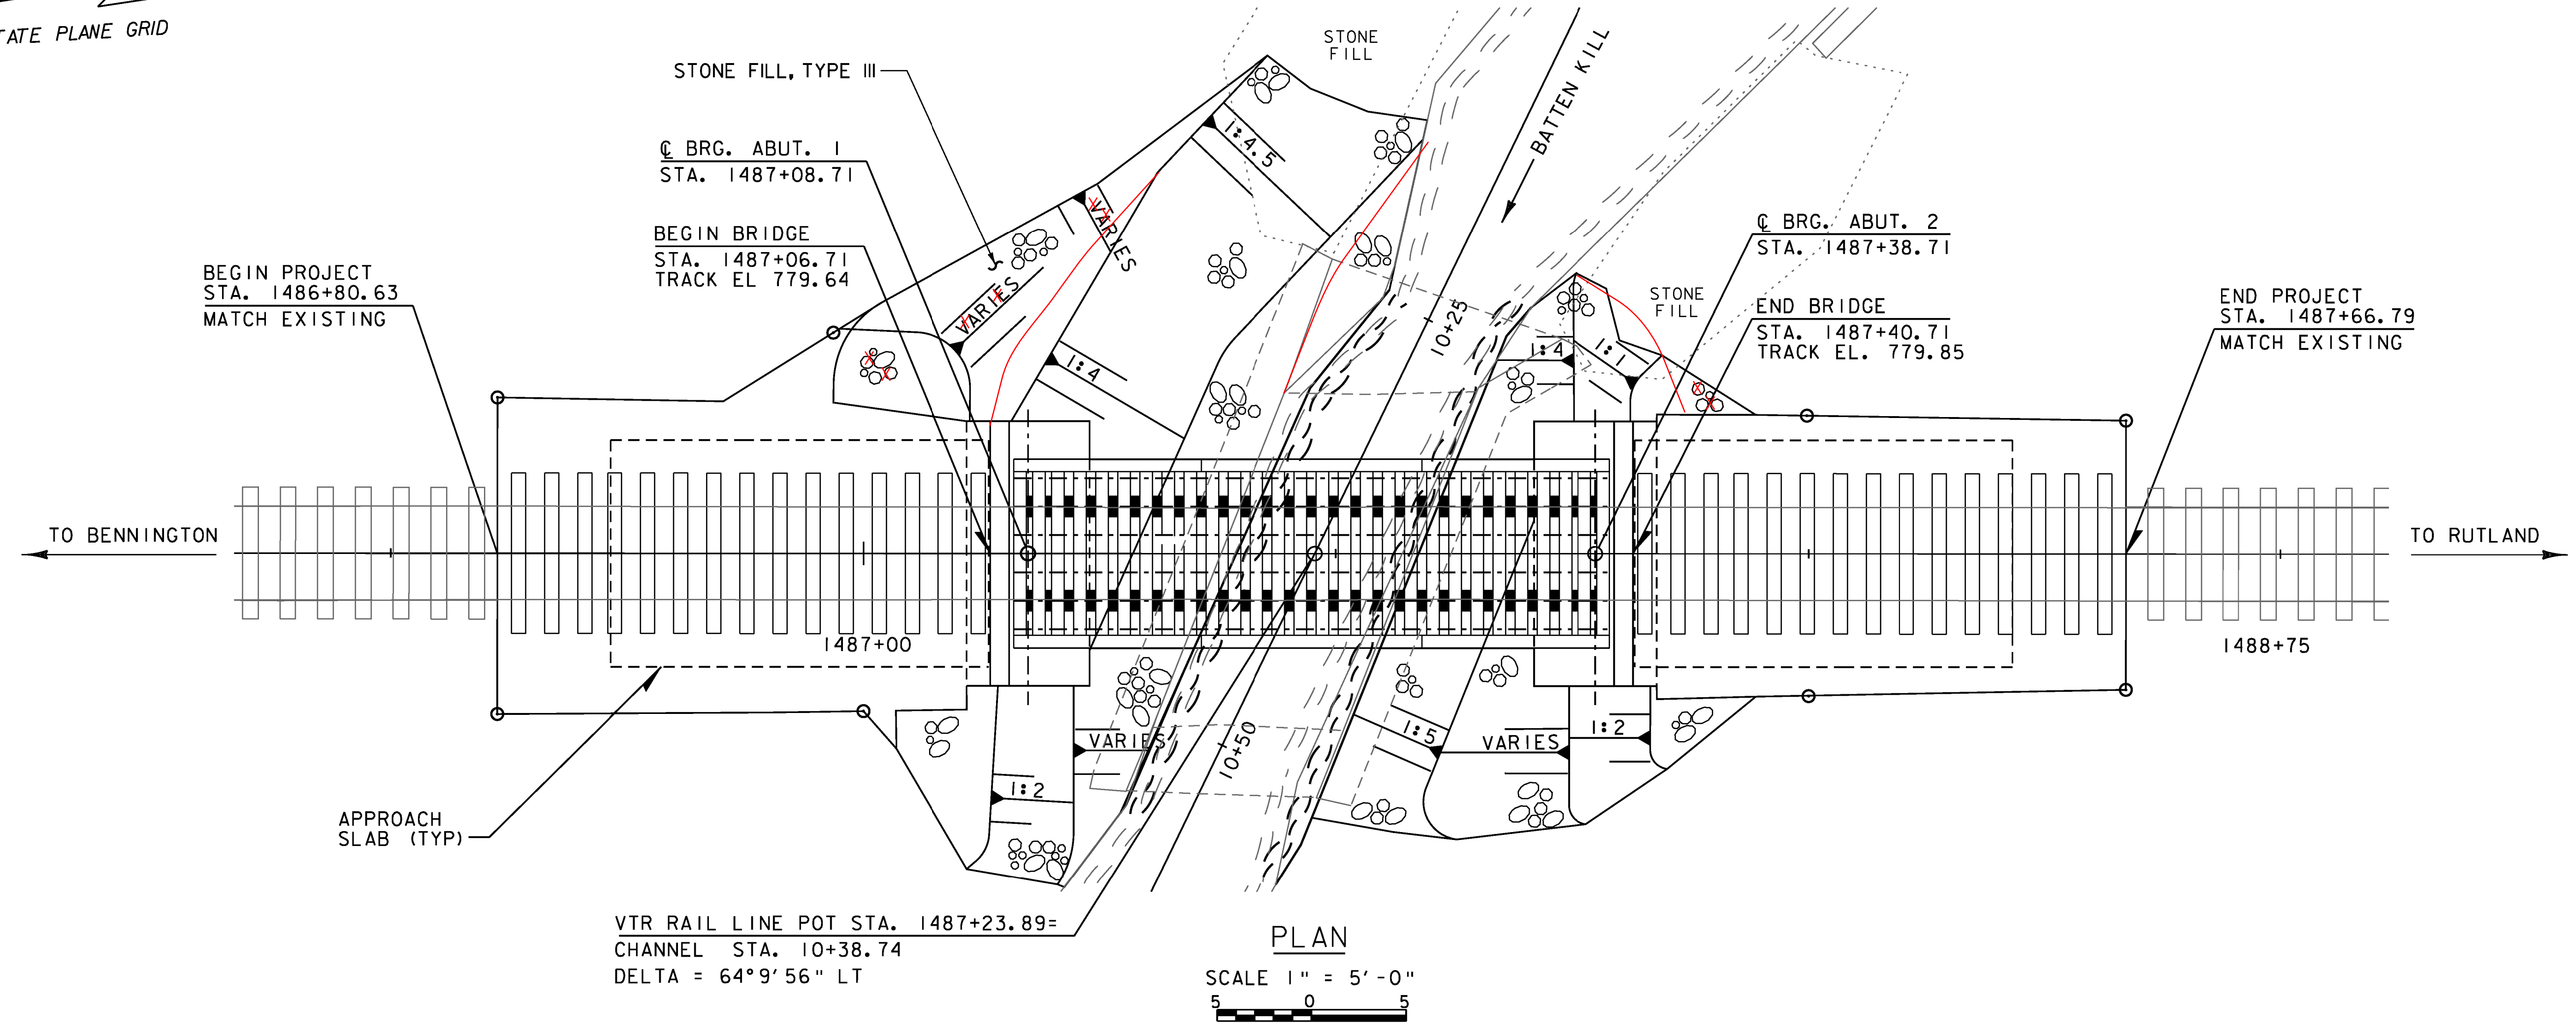 TATE PLANE GRID
STONE
FILL
STONE FILL, TYPE III
BATTEN KILL
1:4.5
℄ BRG. ABUT. 1
STA. 1487+08.71
VARIES
BEGIN BRIDGE
STA. 1487+06.71
TRACK EL 779.64
℄ BRG. ABUT. 2
STA. 1487+38.71
BEGIN PROJECT
STA. 1486+80.63
MATCH EXISTING
VARIES
10+25
STONE
FILL
END BRIDGE
STA. 1487+40.71
TRACK EL. 779.85
END PROJECT
STA. 1487+66.79
MATCH EXISTING
1:4
1:4
1:1
TO BENNINGTON
TO RUTLAND
1487+00
1488+75
VARIES
10+50
1:5
VARIES
1:2
1:2
APPROACH
SLAB (TYP)
VTR RAIL LINE POT STA. 1487+23.89=
CHANNEL STA. 10+38.74
DELTA = 64°9'56" LT
PLAN
SCALE 1" = 5'-0"
5 0 5